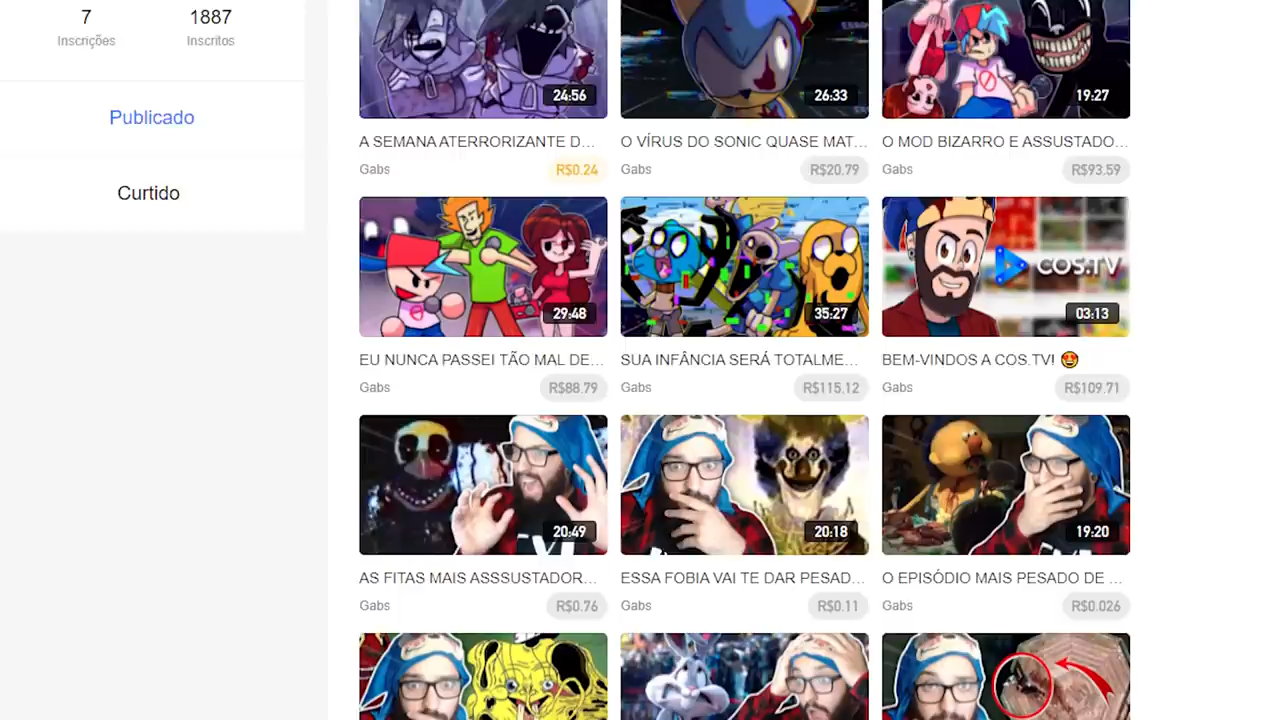 7
1887
Inscrições
Inscritos
Publicado
Curtido
24:56
26:33
19:27
A SEMANA ATERRORIZANTE D...
O VÍRUS DO SONIC QUASE MAT...
O MOD BIZARRO E ASSUSTADO...
Gabs
R$0.24
Gabs
R$20.79
Gabs
R$93.59
COS.TV
29:48
35:27
03:13
EU NUNCA PASSEI TÃO MAL DE...
SUA INFÂNCIA SERÁ TOTALME...
BEM-VINDOS A COS.TV! 🤩
Gabs
R$88.79
Gabs
R$115.12
Gabs
R$109.71
20:49
20:18
19:20
AS FITAS MAIS ASSSUSTADOR...
ESSA FOBIA VAI TE DAR PESAD...
O EPISÓDIO MAIS PESADO DE ...
Gabs
R$0.76
Gabs
R$0.11
Gabs
R$0.026